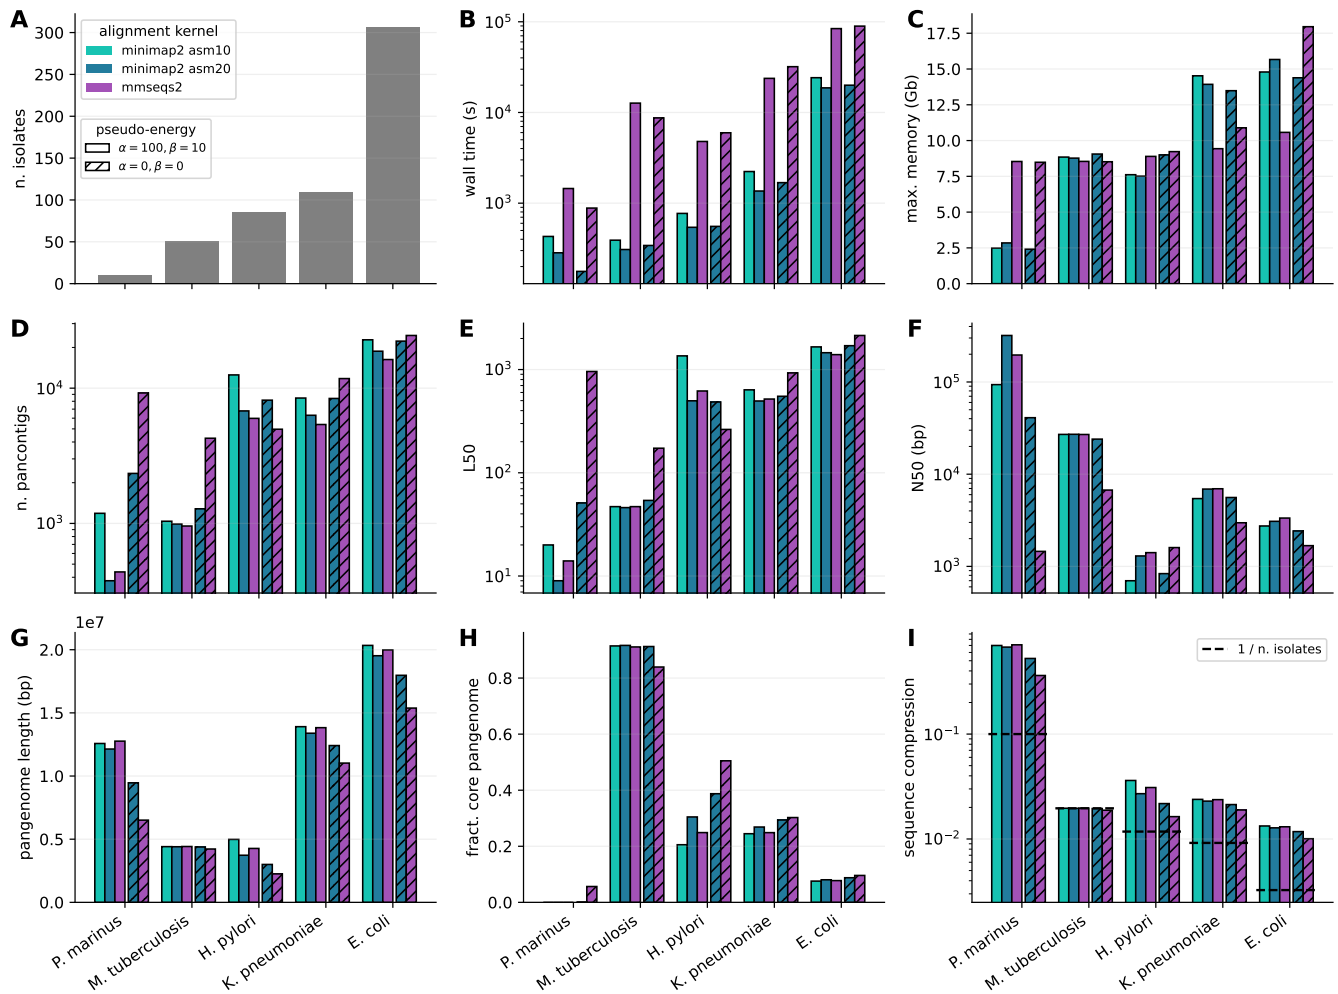 A
n. isolates
300
250
200
150
100
50
0
alignment kernel
minimap2 asm10
minimap2 asm20
mmseqs2
pseudo-energy
α = 100, β = 10
α = 0, β = 0
B
wall time (s)
10⁵
10⁴
10³
C
max. memory (Gb)
17.5
15.0
12.5
10.0
7.5
5.0
2.5
0.0
D
n. pancontigs
10⁴
10³
E
L50
10³
10²
10¹
F
N50 (bp)
10⁵
10⁴
10³
G
1e7
pangenome length (bp)
2.0
1.5
1.0
0.5
0.0
P. marinus
M. tuberculosis
H. pylori
K. pneumoniae
E. coli
H
fract. core pangenome
0.8
0.6
0.4
0.2
0.0
P. marinus
M. tuberculosis
H. pylori
K. pneumoniae
E. coli
I
sequence compression
1 / n. isolates
10⁻¹
10⁻²
P. marinus
M. tuberculosis
H. pylori
K. pneumoniae
E. coli